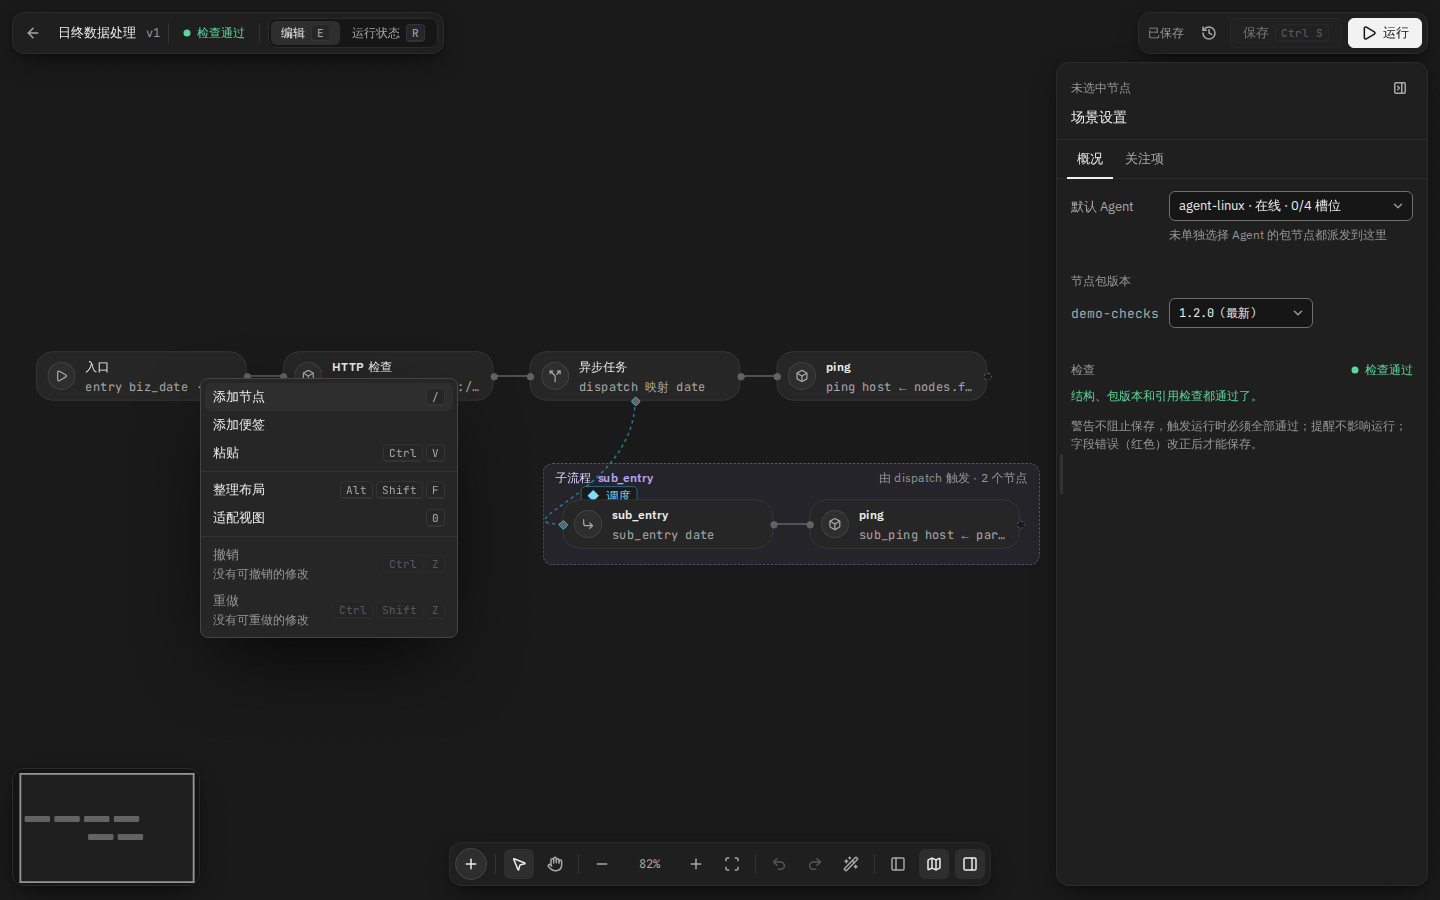 日终数据处理 v1 检查通过 编辑 E 运行状态 R 已保存 保存 Ctrl S 运行
未选中节点
场景设置
概况 关注项
默认 Agent agent-linux · 在线 · 0/4 槽位
未单独选择 Agent 的包节点都派发到这里
节点包版本
demo-checks 1.2.0 (最新)
检查 检查通过
结构、包版本和引用检查都通过了。
警告不阻止保存，触发运行时必须全部通过；提醒不影响运行；
字段错误（红色）改正后才能保存。
入口
entry biz_date
HTTP 检查
:/…
异步任务
dispatch 映射 date
ping
ping host ← nodes.f…
添加节点 /
添加便签
粘贴 Ctrl V
整理布局 Alt Shift F
适配视图 0
撤销 Ctrl Z
没有可撤销的修改
重做 Ctrl Shift Z
没有可重做的修改
子流程 sub_entry 由 dispatch 触发 · 2 个节点
调度
sub_entry
sub_entry date
ping
sub_ping host ← par…
82%